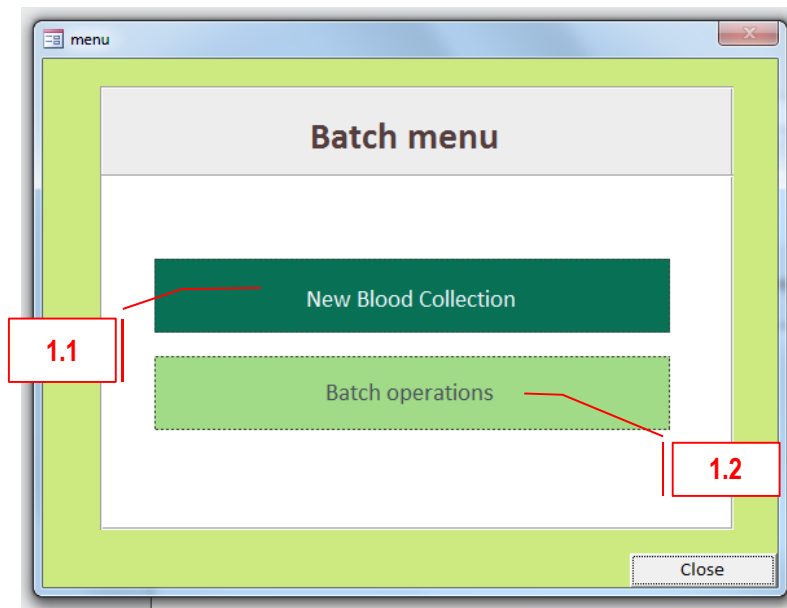 menu
Batch menu
New Blood Collection
1.1
Batch operations
1.2
Close